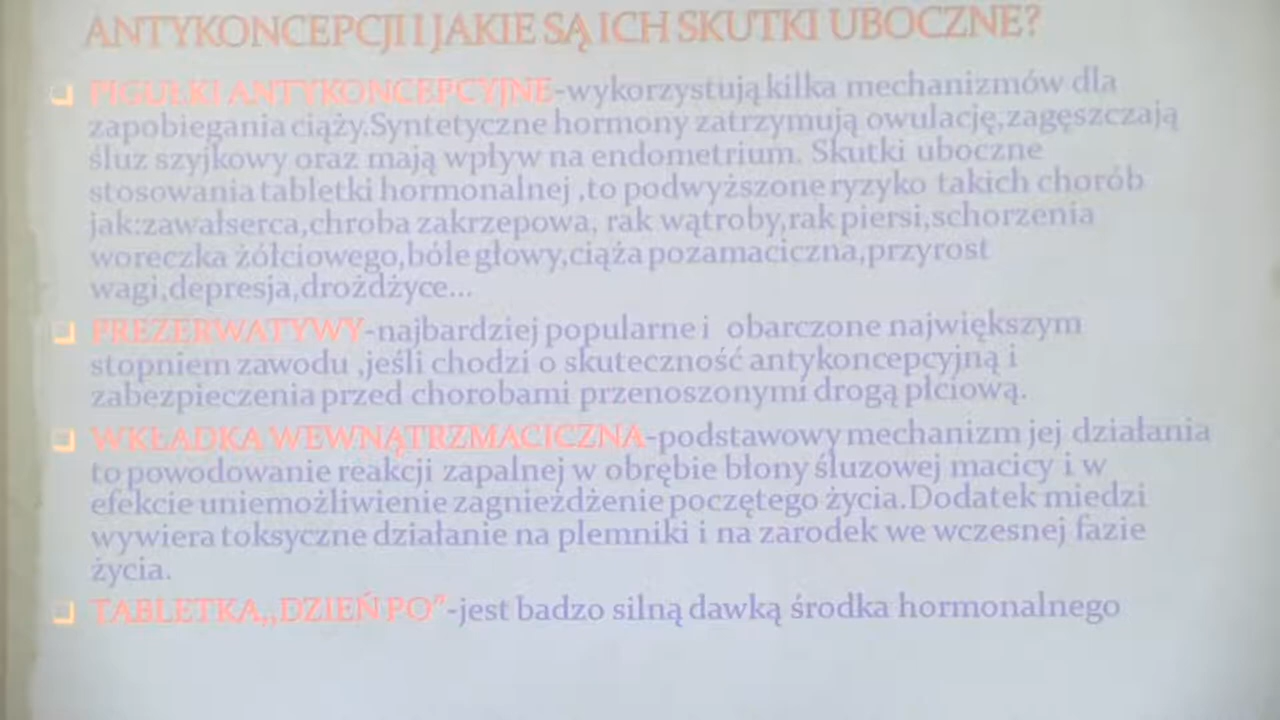 ANTYKONCEPCJI I JAKIE SĄ ICH SKUTKI UBOCZNE?
PIGUŁKI ANTYKONCEPCYJNE-wykorzystują kilka mechanizmów dla
zapobiegania ciąży.Syntetyczne hormony zatrzymują owulację,zagęszczają
śluz szyjkowy oraz mają wpływ na endometrium. Skutki uboczne
stosowania tabletki hormonalnej ,to podwyższone ryzyko takich chorób
jak:zawałserca,chroba zakrzepowa, rak wątroby,rak piersi,schorzenia
woreczka żółciowego,bóle głowy,ciąża pozamaciczna,przyrost
wagi,depresja,drożdżyce...
PREZERWATYWY-najbardziej popularne i obarczone największym
stopniem zawodu ,jeśli chodzi o skuteczność antykoncepcyjną i
zabezpieczenia przed chorobami przenoszonymi drogą płciową.
WKŁADKA WEWNĄTRZMACICZNA-podstawowy mechanizm jej działania
to powodowanie reakcji zapalnej w obrębie błony śluzowej macicy i w
efekcie uniemożliwienie zagnieżdżenie poczętego życia.Dodatek miedzi
wywiera toksyczne działanie na plemniki i na zarodek we wczesnej fazie
życia.
TABLETKA,,DZIEŃ PO"-jest badzo silną dawką środka hormonalnego